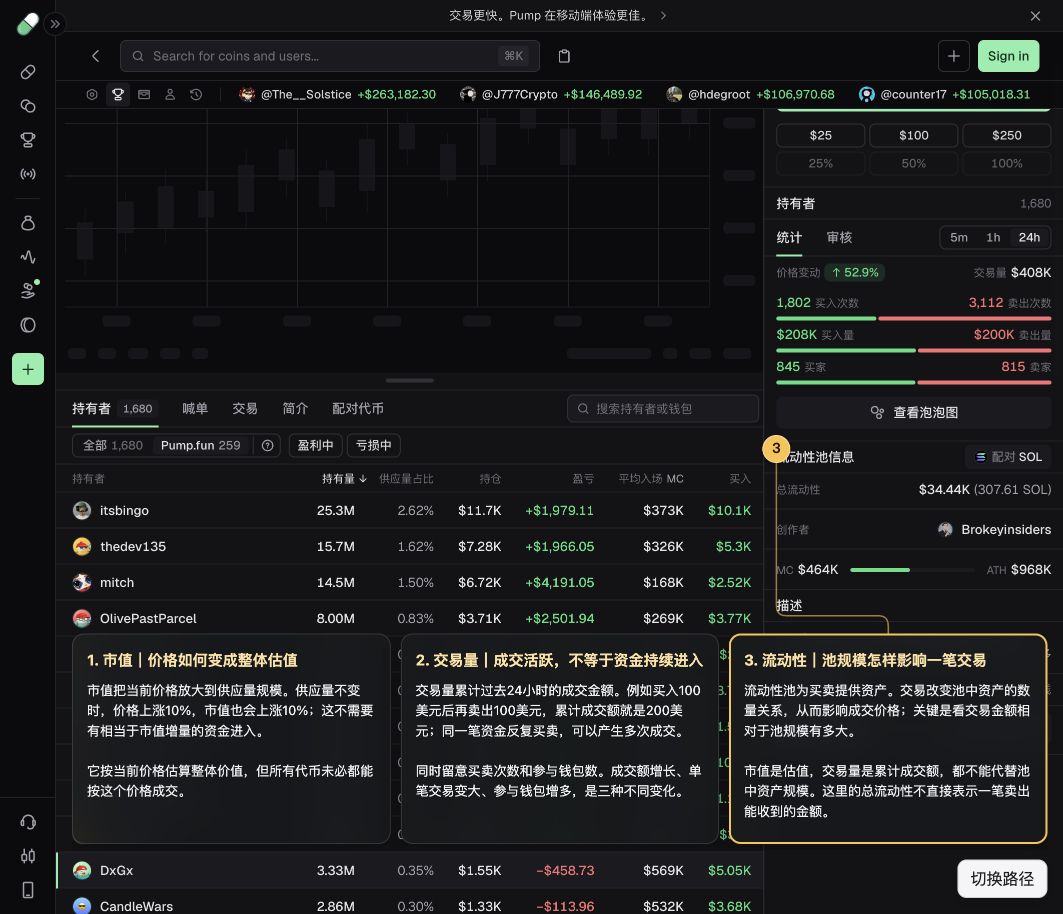 交易更快。Pump 在移动端体验更佳。
Search for coins and users...
⌘K
Sign in
@The__Solstice +$263,182.30
@J777Crypto +$146,489.92
@hdegroot +$106,970.68
@counter17 +$105,018.31
$25 $100 $250
25% 50% 100%
持有者 1,680
统计 审核 5m 1h 24h
价格变动 ↑ 52.9% 交易量 $408K
1,802 买入次数 3,112 卖出次数
$208K 买入量 $200K 卖出量
845 买家 815 卖家
查看泡泡图
3
流动性池信息 配对 SOL
总流动性 $34.44K (307.61 SOL)
创作者 Brokeyinsiders
MC $464K ATH $968K
描述
持有者 1,680 喊单 交易 简介 配对代币 搜索持有者或钱包
全部 1,680 Pump.fun 259 盈利中 亏损中
持有者 持有量 ↓ 供应量占比 持仓 盈亏 平均入场 MC 买入
itsbingo 25.3M 2.62% $11.7K +$1,979.11 $373K $10.1K
thedev135 15.7M 1.62% $7.28K +$1,966.05 $326K $5.3K
mitch 14.5M 1.50% $6.72K +$4,191.05 $168K $2.52K
OlivePastParcel 8.00M 0.83% $3.71K +$2,501.94 $269K $3.77K
1. 市值｜价格如何变成整体估值
市值把当前价格放大到供应量规模。供应量不变
时，价格上涨10%，市值也会上涨10%；这不需要
有相当于市值增量的资金进入。
它按当前价格估算整体价值，但所有代币未必都能
按这个价格成交。
2. 交易量｜成交活跃，不等于资金持续进入
交易量累计过去24小时的成交金额。例如买入100
美元后再卖出100美元，累计成交额就是200美
元；同一笔资金反复买卖，可以产生多次成交。
同时留意买卖次数和参与钱包数。成交额增长、单
笔交易变大、参与钱包增多，是三种不同变化。
3. 流动性｜池规模怎样影响一笔交易
流动性池为买卖提供资产。交易改变池中资产的数
量关系，从而影响成交价格；关键是看交易金额相
对于池规模有多大。
市值是估值，交易量是累计成交额，都不能代替池
中资产规模。这里的总流动性不直接表示一笔卖出
能收到的金额。
DxGx 3.33M 0.35% $1.55K −$458.73 $569K $5.05K
CandleWars 2.86M 0.30% $1.33K −$113.96 $532K $3.68K
切换路径